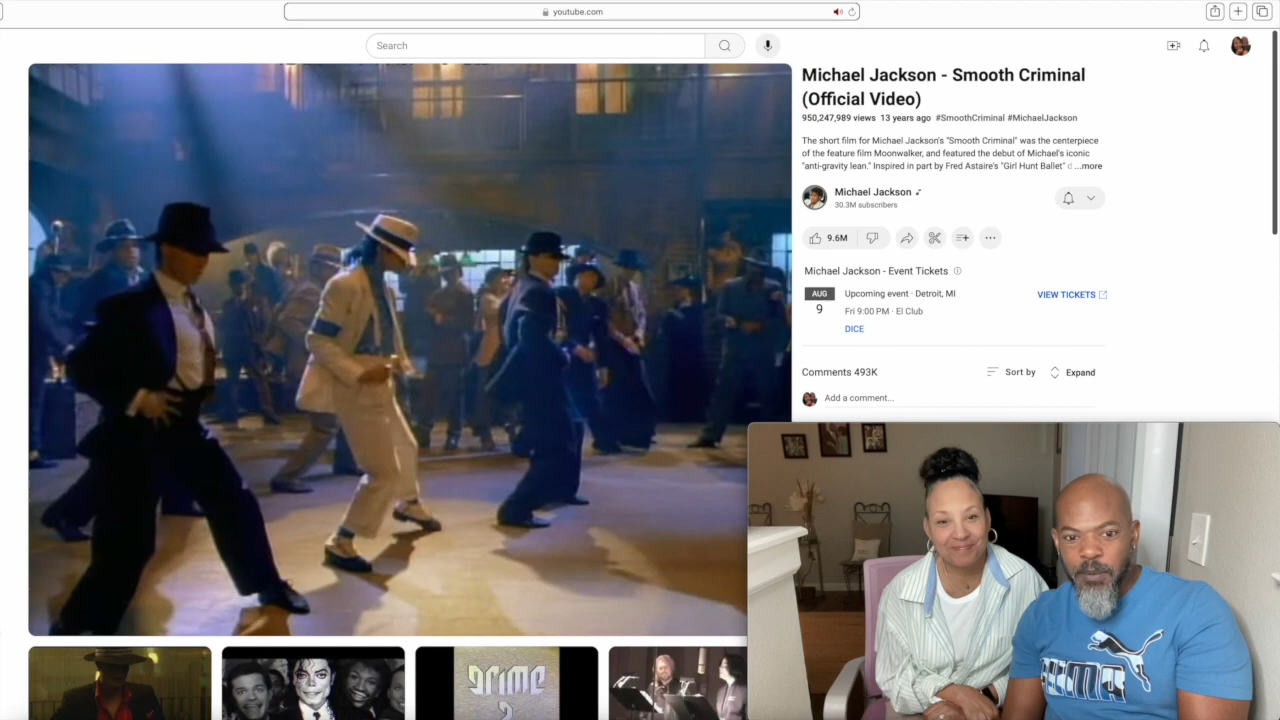 youtube.com
Search
Michael Jackson - Smooth Criminal
(Official Video)
950,247,989 views 13 years ago #SmoothCriminal #MichaelJackson
The short film for Michael Jackson's "Smooth Criminal" was the centerpiece
of the feature film Moonwalker, and featured the debut of Michael's iconic
"anti-gravity lean." Inspired in part by Fred Astaire's "Girl Hunt Ballet" ...more
Michael Jackson
30.3M subscribers
9.6M
Michael Jackson - Event Tickets
AUG
9
Upcoming event · Detroit, MI
Fri 9:00 PM · El Club
DICE
VIEW TICKETS
Comments 493K
Sort by
Expand
Add a comment...
prime
PUMA